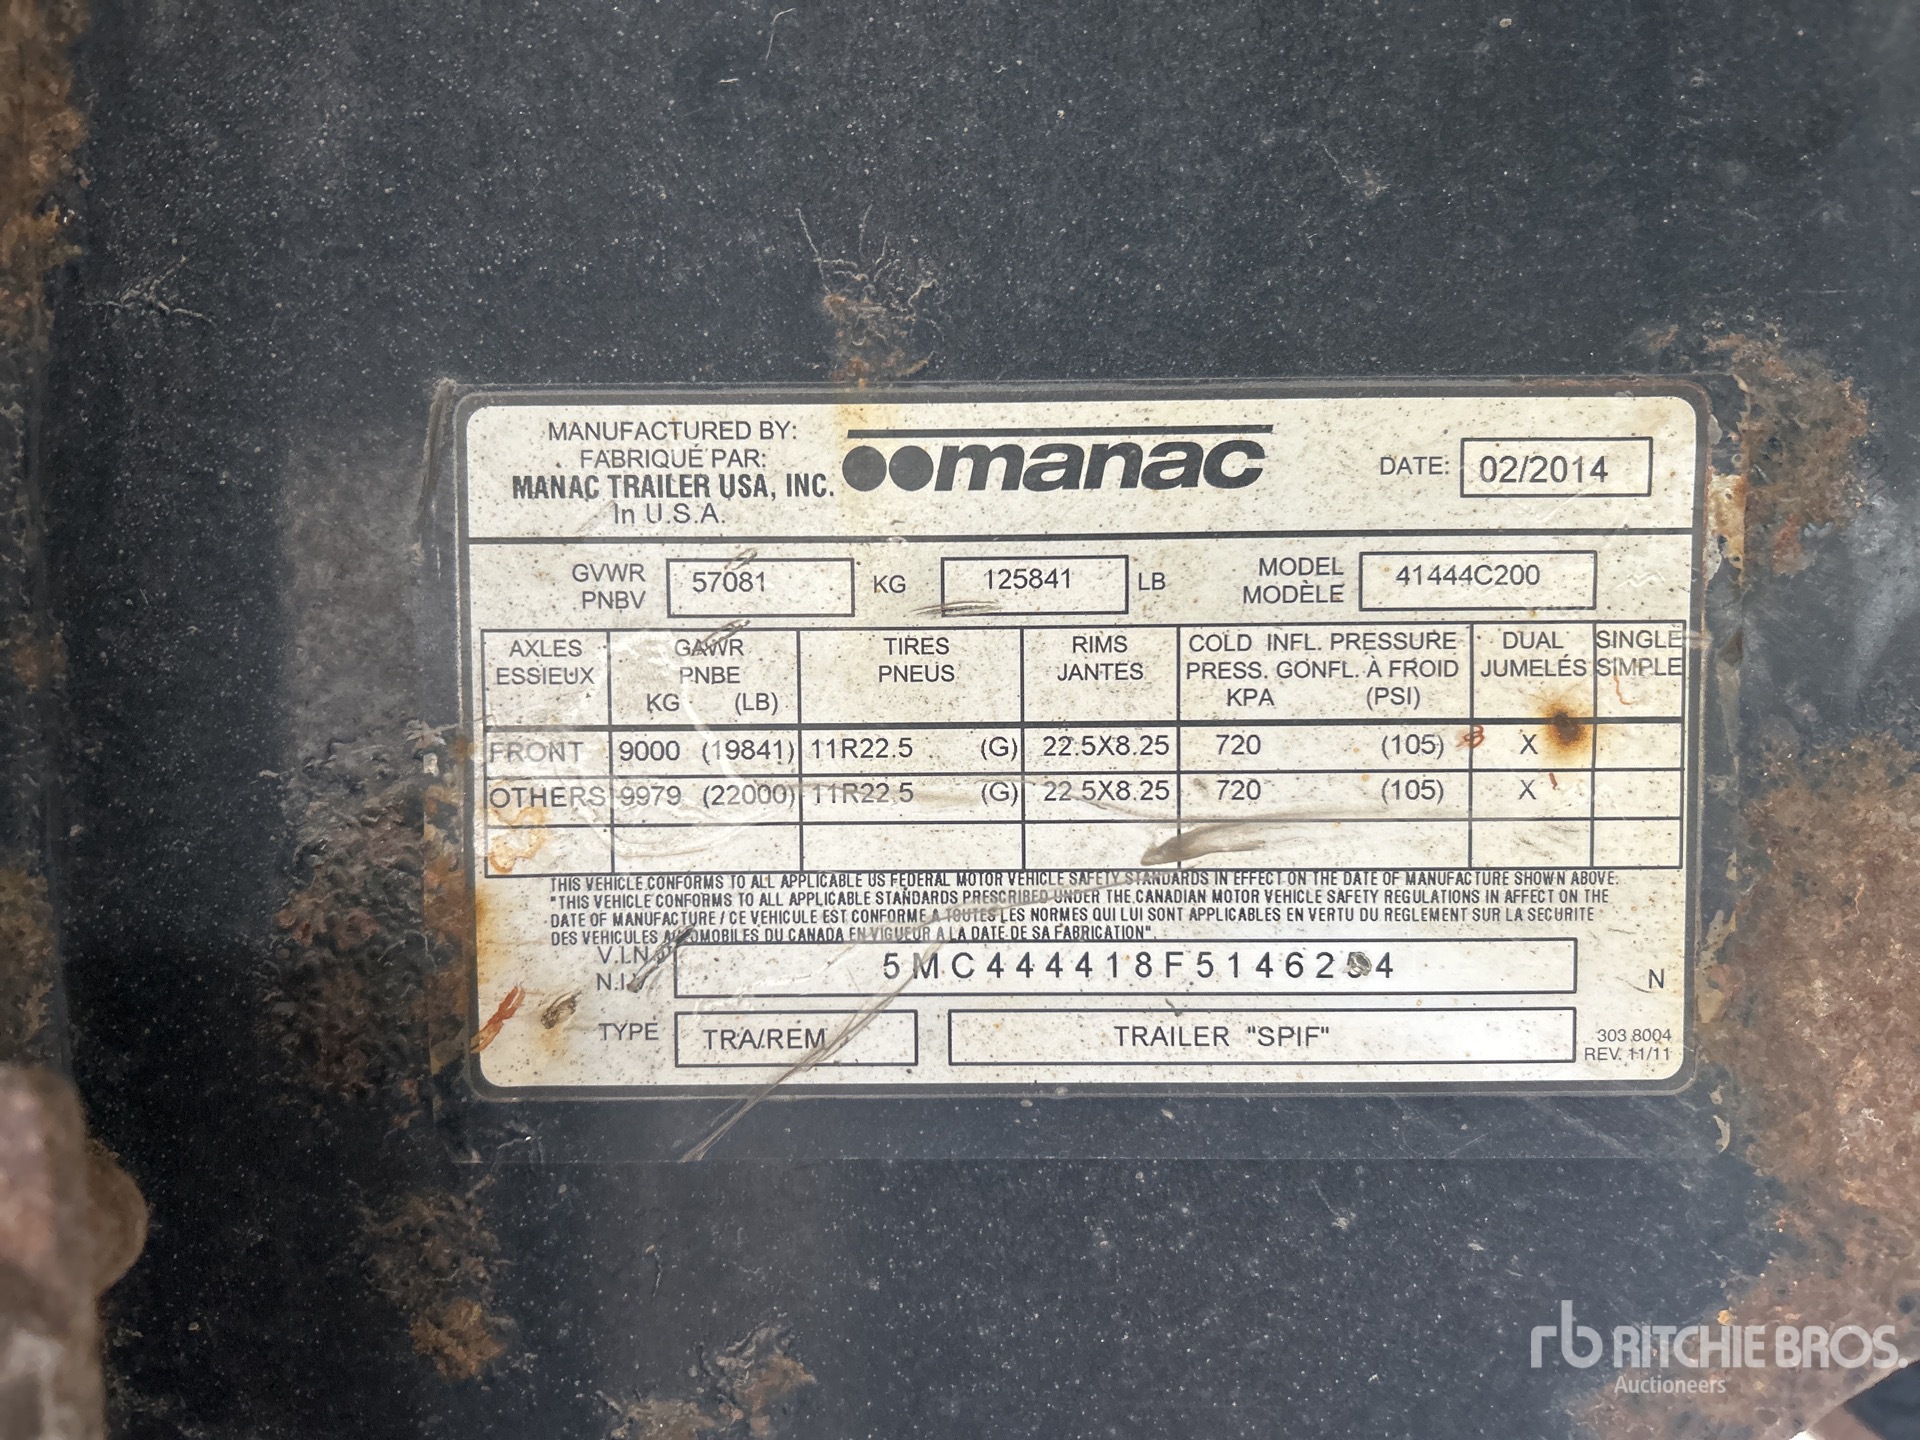 MANUFACTURED BY:
FABRIQUÉ PAR:
MANAC TRAILER USA, INC.
In U.S.A.
manac
DATE: 02/2014
GVWR
PNBV
57081 KG 125841 LB
MODEL
MODÈLE
41444C200
AXLES
ESSIEUX
GAWR
PNBE
KG (LB)
TIRES
PNEUS
RIMS
JANTES
COLD INFL. PRESSURE
PRESS. GONFL. À FROID
KPA (PSI)
DUAL
JUMELÉS
SINGLE
SIMPLE
FRONT 9000 (19841) 11R22.5 (G) 22.5X8.25 720 (105) X
OTHERS 9979 (22000) 11R22.5 (G) 22.5X8.25 720 (105) X
THIS VEHICLE CONFORMS TO ALL APPLICABLE US FEDERAL MOTOR VEHICLE SAFETY STANDARDS IN EFFECT ON THE DATE OF MANUFACTURE SHOWN ABOVE.
"THIS VEHICLE CONFORMS TO ALL APPLICABLE STANDARDS PRESCRIBED UNDER THE CANADIAN MOTOR VEHICLE SAFETY REGULATIONS IN AFFECT ON THE
DATE OF MANUFACTURE / CE VEHICULE EST CONFORME A TOUTES LES NORMES QUI LUI SONT APPLICABLES EN VERTU DU REGLEMENT SUR LA SECURITE
DES VEHICULES AUTOMOBILES DU CANADA EN VIGUEUR A LA DATE DE SA FABRICATION".
V.I.N.
N.I.V.
N
TYPE TRA/REM TRAILER "SPIF"
303 8004
REV. 11/11
rb RITCHIE BROS.
Auctioneers